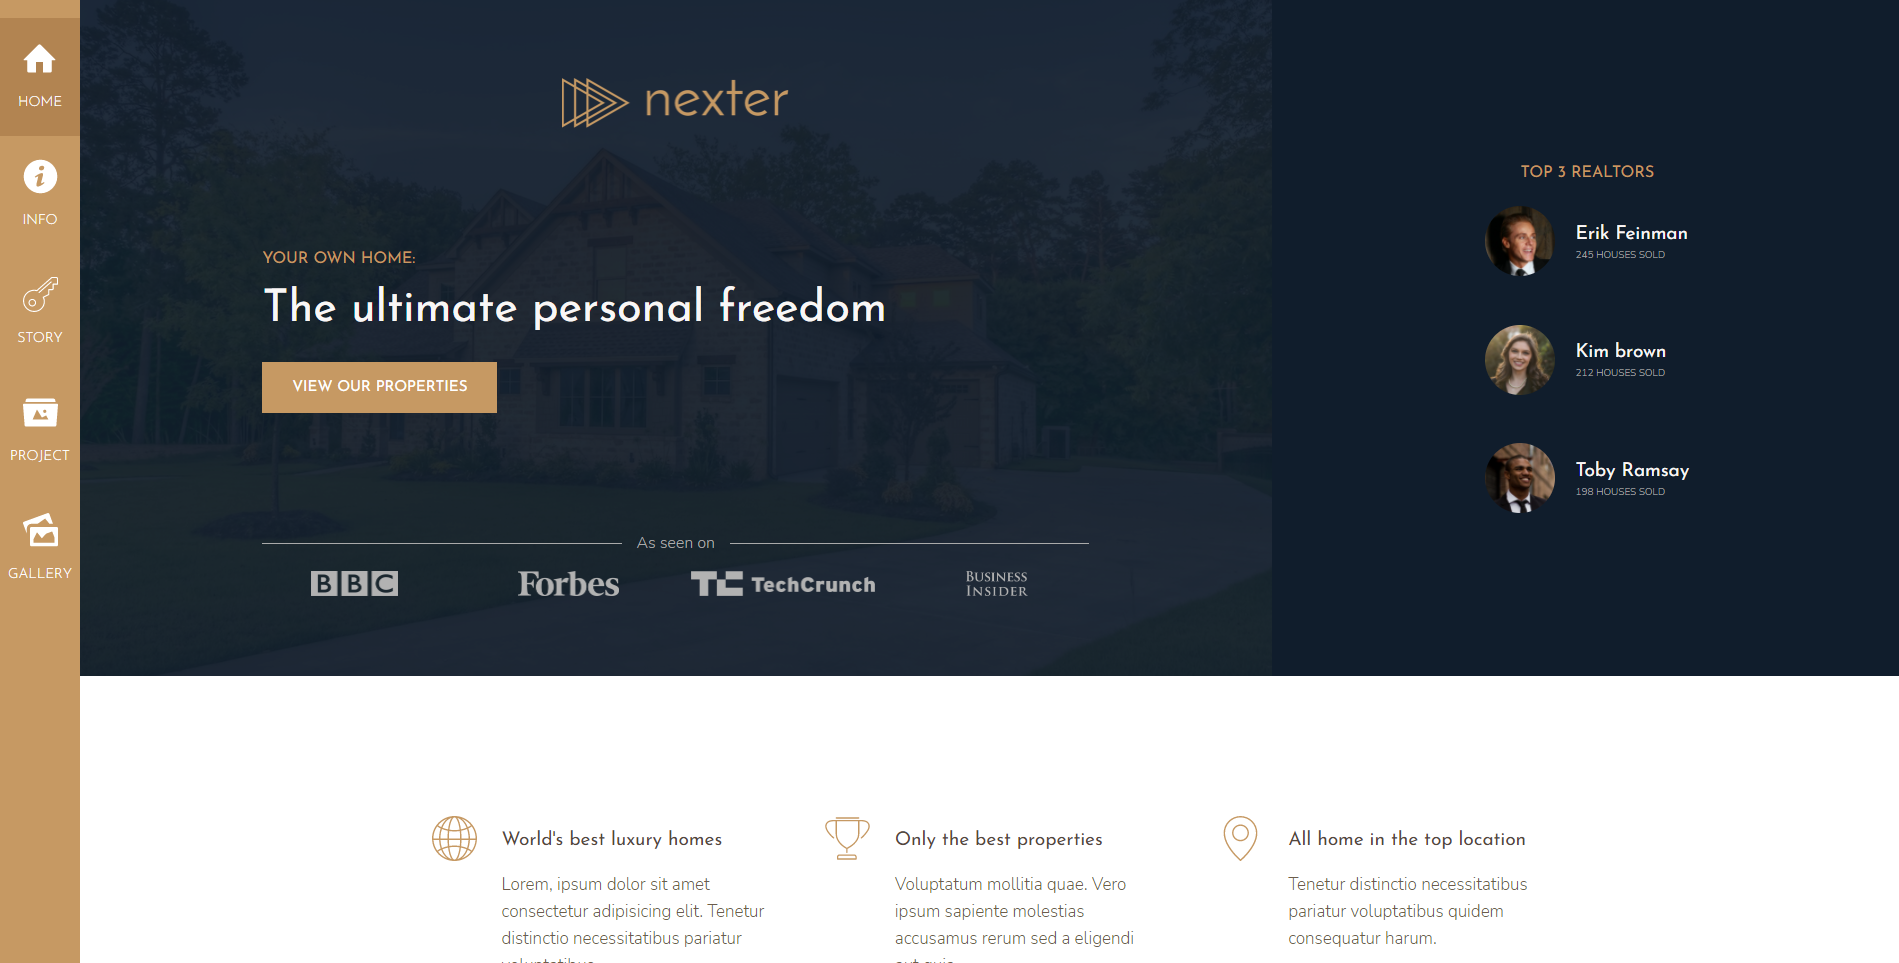 HOME
INFO
STORY
PROJECT
GALLERY
nexter
YOUR OWN HOME:
The ultimate personal freedom
VIEW OUR PROPERTIES
As seen on
BBC
Forbes
TC TechCrunch
BUSINESS
INSIDER
TOP 3 REALTORS
Erik Feinman
245 HOUSES SOLD
Kim brown
212 HOUSES SOLD
Toby Ramsay
198 HOUSES SOLD
World's best luxury homes
Lorem, ipsum dolor sit amet
consectetur adipisicing elit. Tenetur
distinctio necessitatibus pariatur
Only the best properties
Voluptatum mollitia quae. Vero
ipsum sapiente molestias
accusamus rerum sed a eligendi
All home in the top location
Tenetur distinctio necessitatibus
pariatur voluptatibus quidem
consequatur harum.